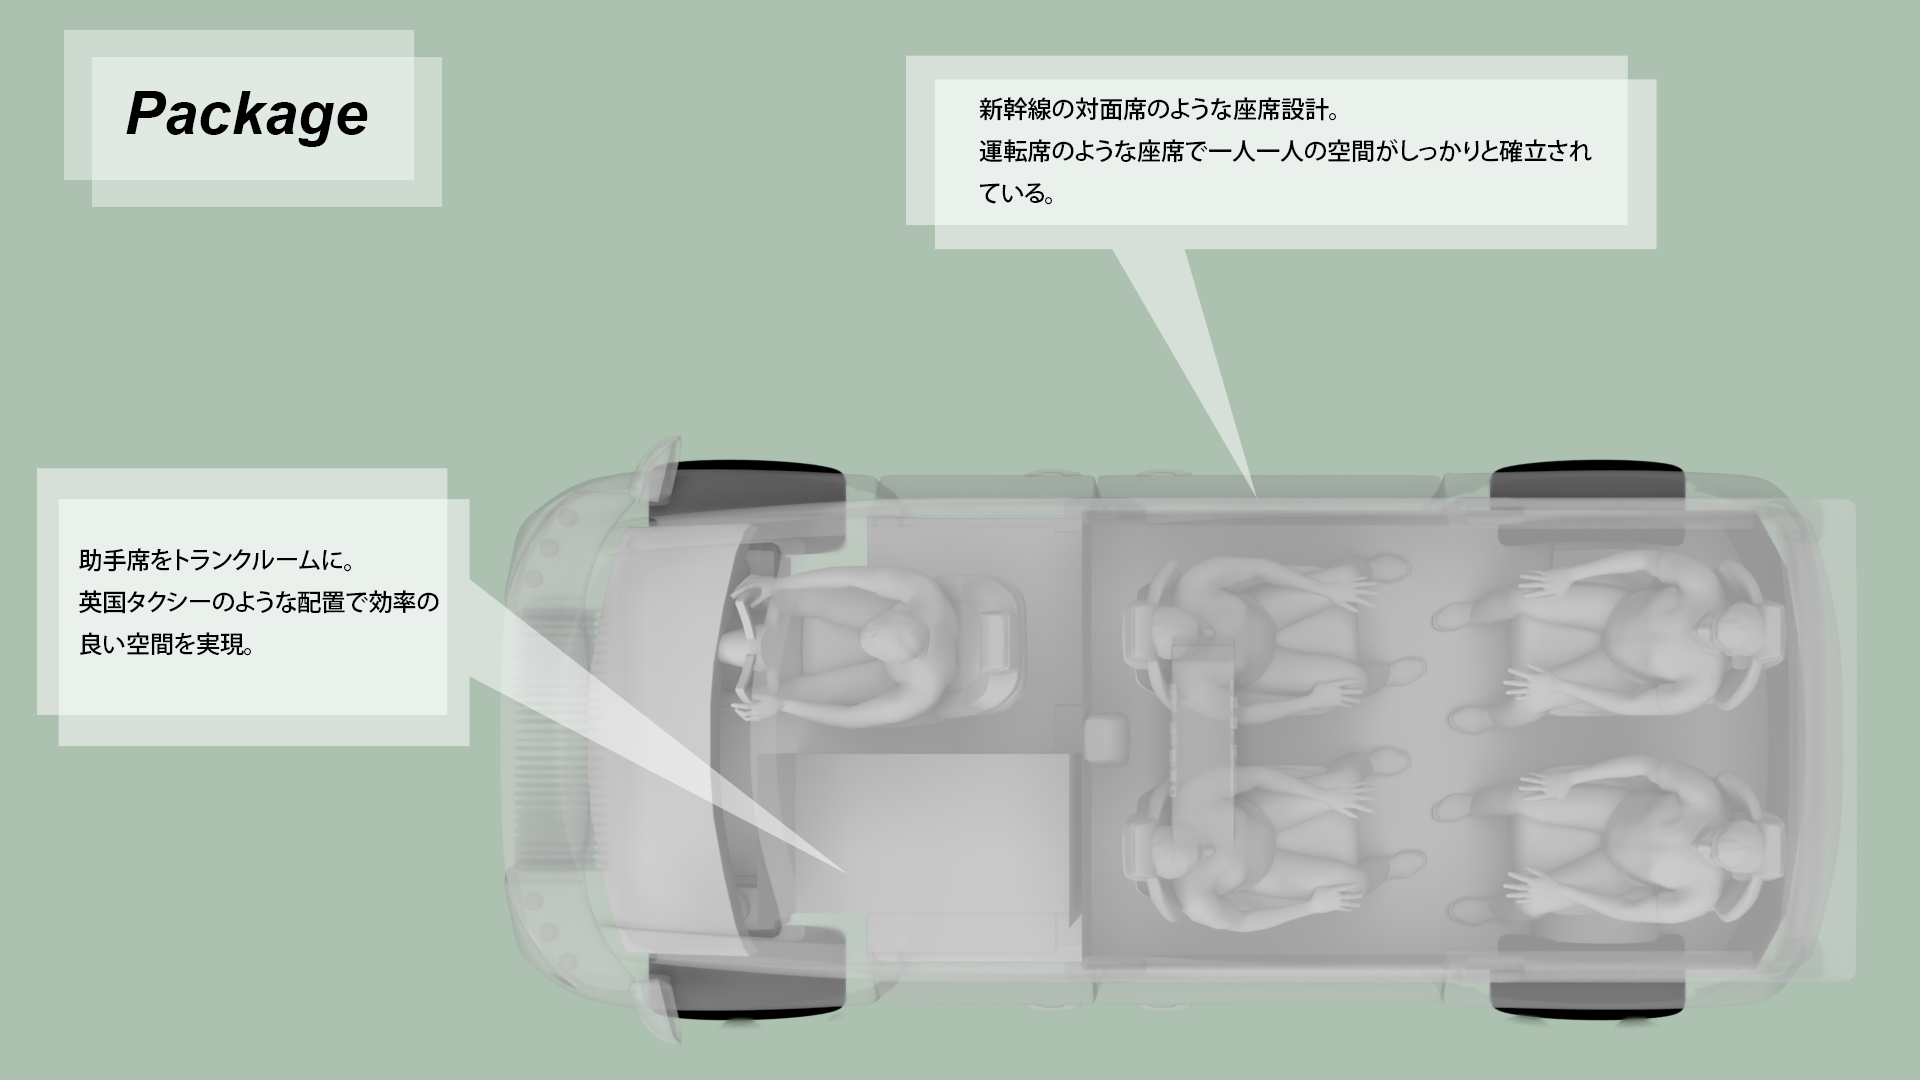 Package
新幹線の対面席のような座席設計。
運転席のような座席で一人一人の空間がしっかりと確立され
ている。
助手席をトランクルームに。
英国タクシーのような配置で効率の
良い空間を実現。